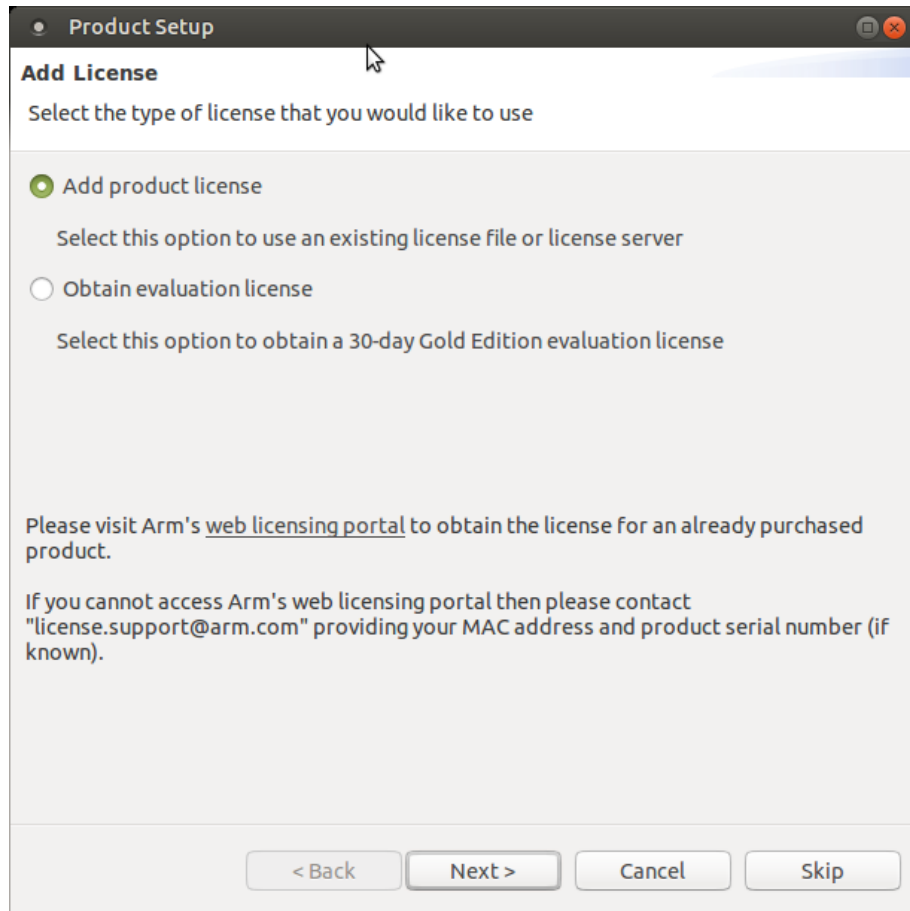 Product Setup
Add License
Select the type of license that you would like to use
Add product license
Select this option to use an existing license file or license server
Obtain evaluation license
Select this option to obtain a 30-day Gold Edition evaluation license
Please visit Arm's web licensing portal to obtain the license for an already purchased
product.
If you cannot access Arm's web licensing portal then please contact
"license.support@arm.com" providing your MAC address and product serial number (if
known).
< Back
Next >
Cancel
Skip